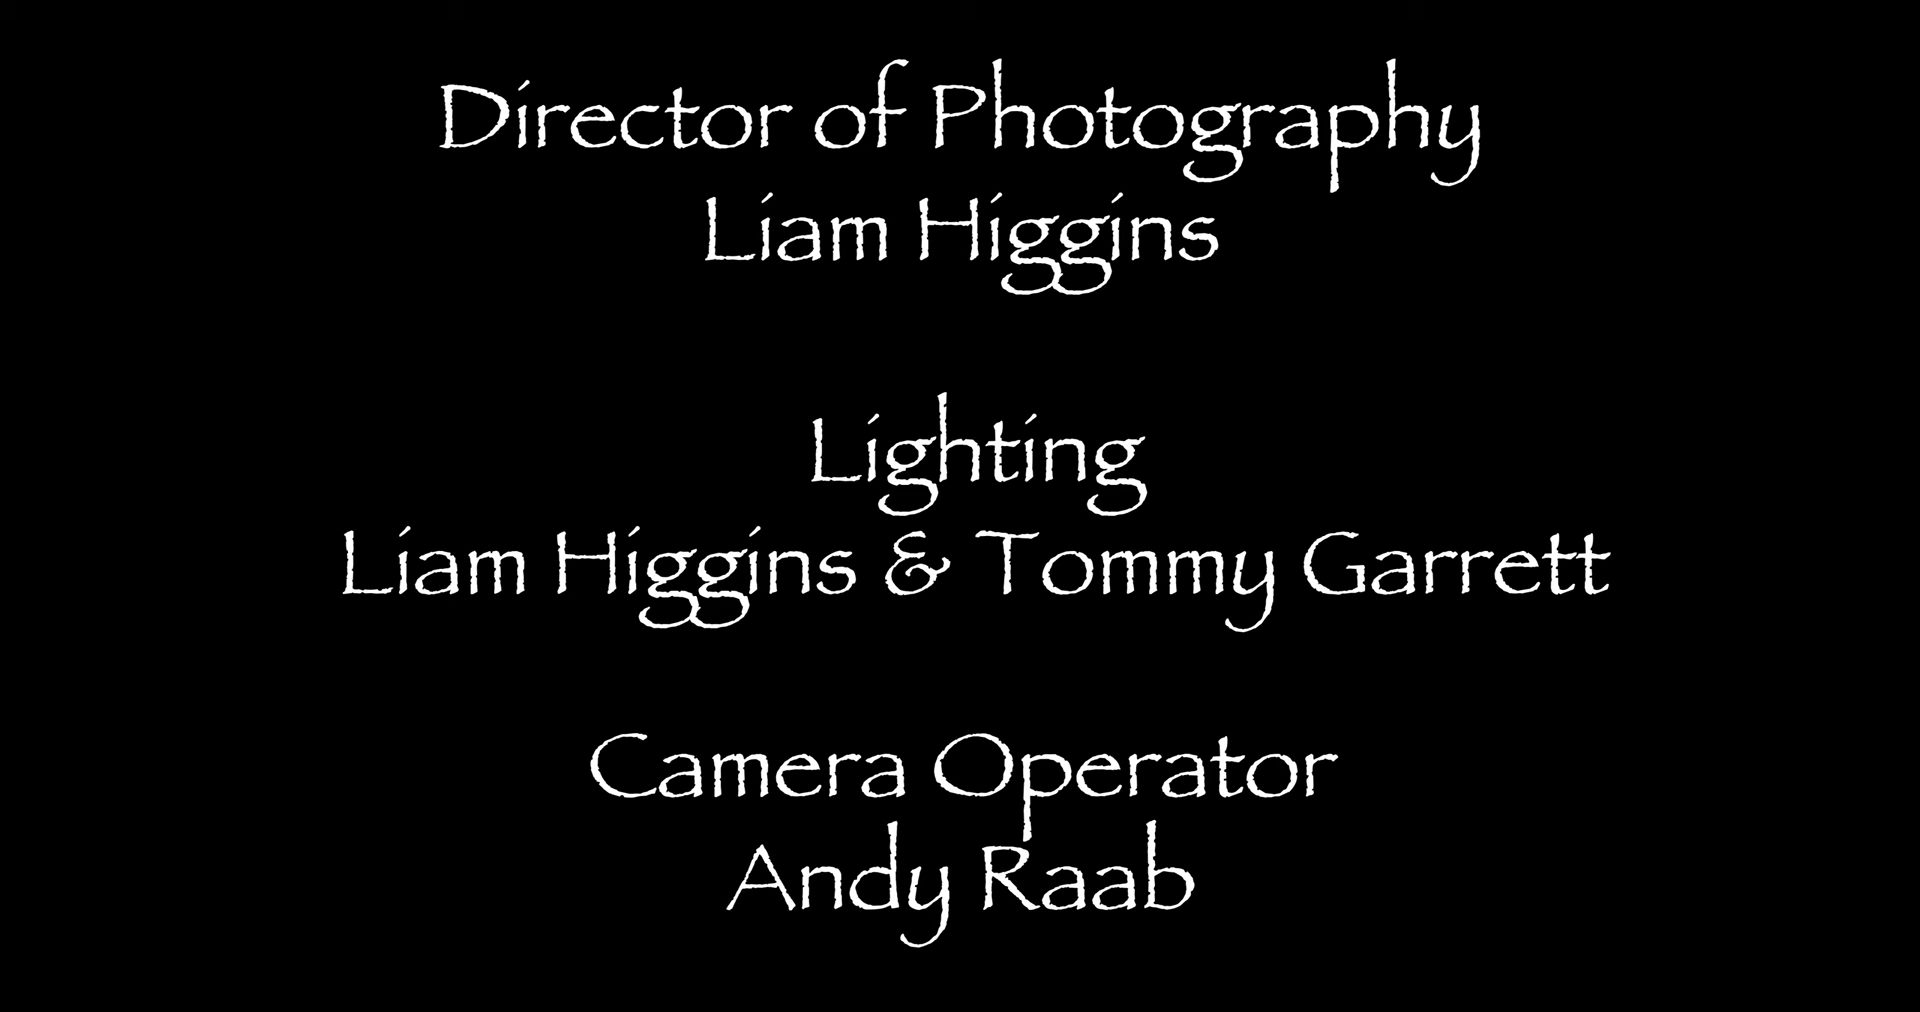 Director of Photography
Liam Higgins
Lighting
Liam Higgins & Tommy Garrett
Camera Operator
Andy Raab